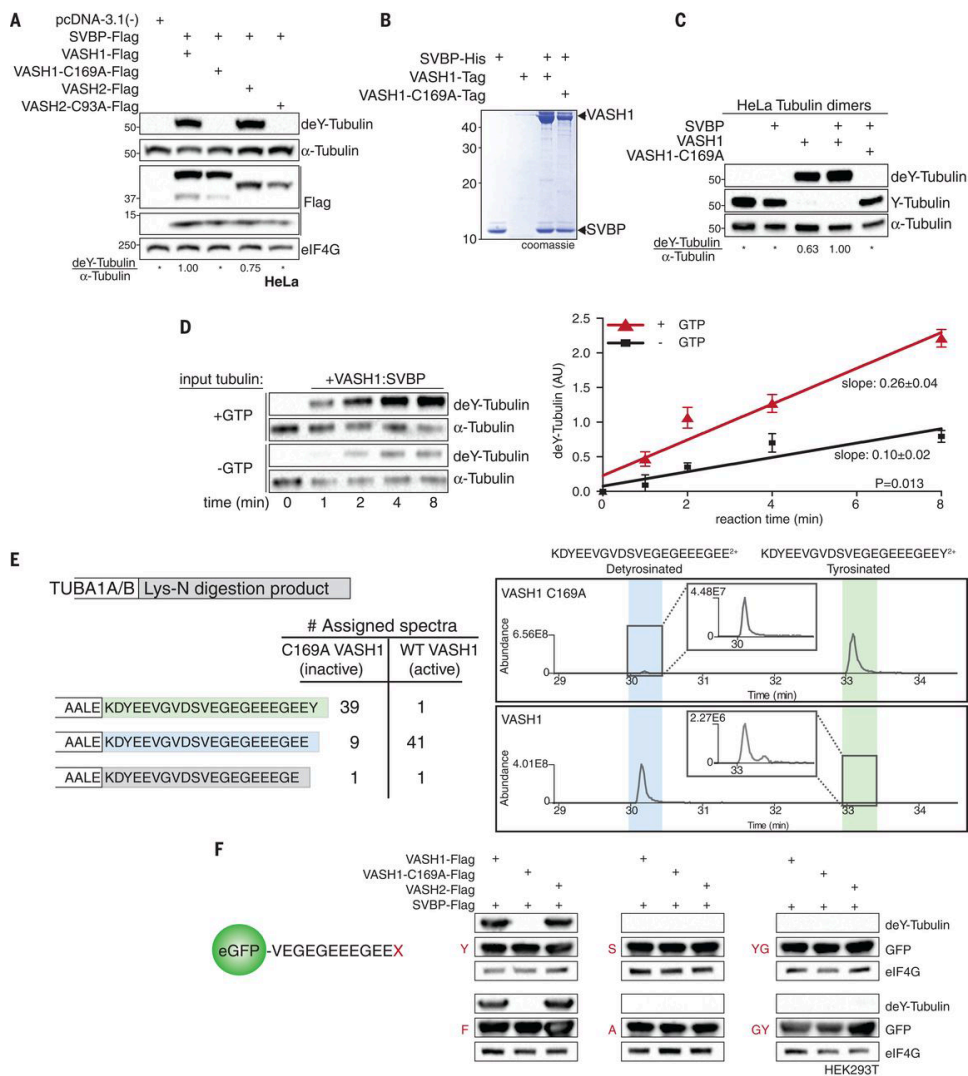 A
pcDNA-3.1(-) +
SVBP-Flag + + + +
VASH1-Flag +
VASH1-C169A-Flag +
VASH2-Flag +
VASH2-C93A-Flag +
50 deY-Tubulin
50 α-Tubulin
37 Flag
15
250 eIF4G
deY-Tubulin * 1.00 * 0.75 *
α-Tubulin HeLa
B
SVBP-His + + +
VASH1-Tag + +
VASH1-C169A-Tag +
40 VASH1
30
20
10 SVBP
coomassie
C
HeLa Tubulin dimers
SVBP + + +
VASH1 + +
VASH1-C169A +
50 deY-Tubulin
50 Y-Tubulin
50 α-Tubulin
deY-Tubulin * * 0.63 1.00 *
α-Tubulin
D
input tubulin: +VASH1:SVBP
+GTP deY-Tubulin
α-Tubulin
-GTP deY-Tubulin
α-Tubulin
time (min) 0 1 2 4 8
deY-Tubulin (AU)
2.5
2.0
1.5
1.0
0.5
0.0
+ GTP
- GTP
slope: 0.26±0.04
slope: 0.10±0.02
P=0.013
0 2 4 6 8
reaction time (min)
E
TUBA1A/B Lys-N digestion product
# Assigned spectra
C169A VASH1 WT VASH1
(inactive) (active)
AALE KDYEEVGVDSVEGEGEEEGEEY 39 1
AALE KDYEEVGVDSVEGEGEEEGEE 9 41
AALE KDYEEVGVDSVEGEGEEEGE 1 1
KDYEEVGVDSVEGEGEEEGEE2+ KDYEEVGVDSVEGEGEEEGEEY2+
Detyrosinated Tyrosinated
VASH1 C169A
Abundance
6.56E8
0
4.48E7
0
30
29 30 31 32 33 34
Time (min)
VASH1
Abundance
4.01E8
0
2.27E6
0
33
29 30 31 32 33 34
Time (min)
F
eGFP -VEGEGEEEGEEX
VASH1-Flag + + +
VASH1-C169A-Flag + + +
VASH2-Flag + + +
SVBP-Flag + + + + + + + + +
deY-Tubulin
Y S YG GFP
eIF4G
deY-Tubulin
F A GY GFP
eIF4G
HEK293T